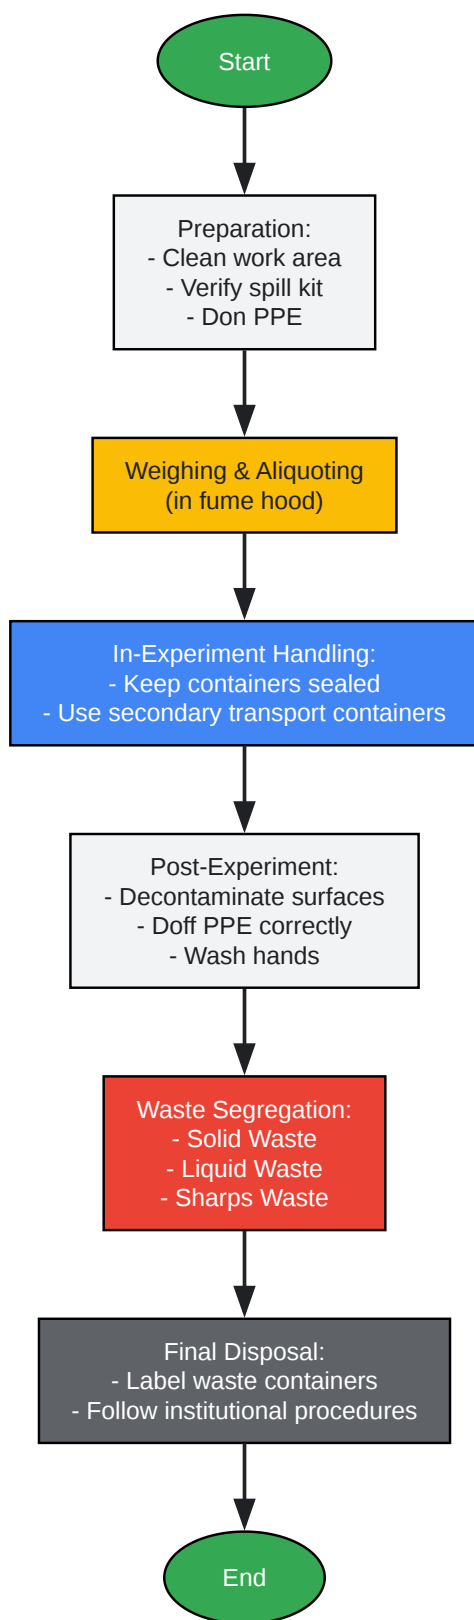 Start
Preparation:
- Clean work area
- Verify spill kit
- Don PPE
Weighing & Aliquoting
(in fume hood)
In-Experiment Handling:
- Keep containers sealed
- Use secondary transport containers
Post-Experiment:
- Decontaminate surfaces
- Doff PPE correctly
- Wash hands
Waste Segregation:
- Solid Waste
- Liquid Waste
- Sharps Waste
Final Disposal:
- Label waste containers
- Follow institutional procedures
End